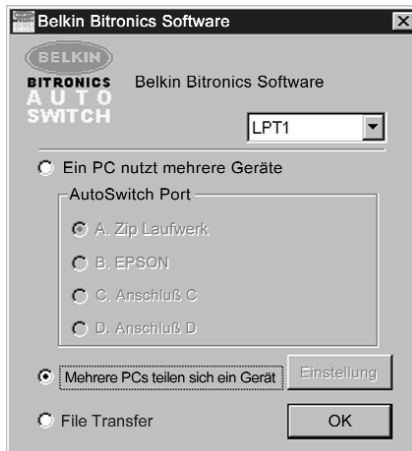 Belkin Bitronics Software
BELKIN
BITRONICS
AUTO
SWITCH
Belkin Bitronics Software
LPT1
Ein PC nutzt mehrere Geräte
AutoSwitch Port
A. Zip Laufwerk
B. EPSON
C. Anschluß C
D. Anschluß D
Mehrere PCs teilen sich ein Gerät
Einstellung
File Transfer
OK